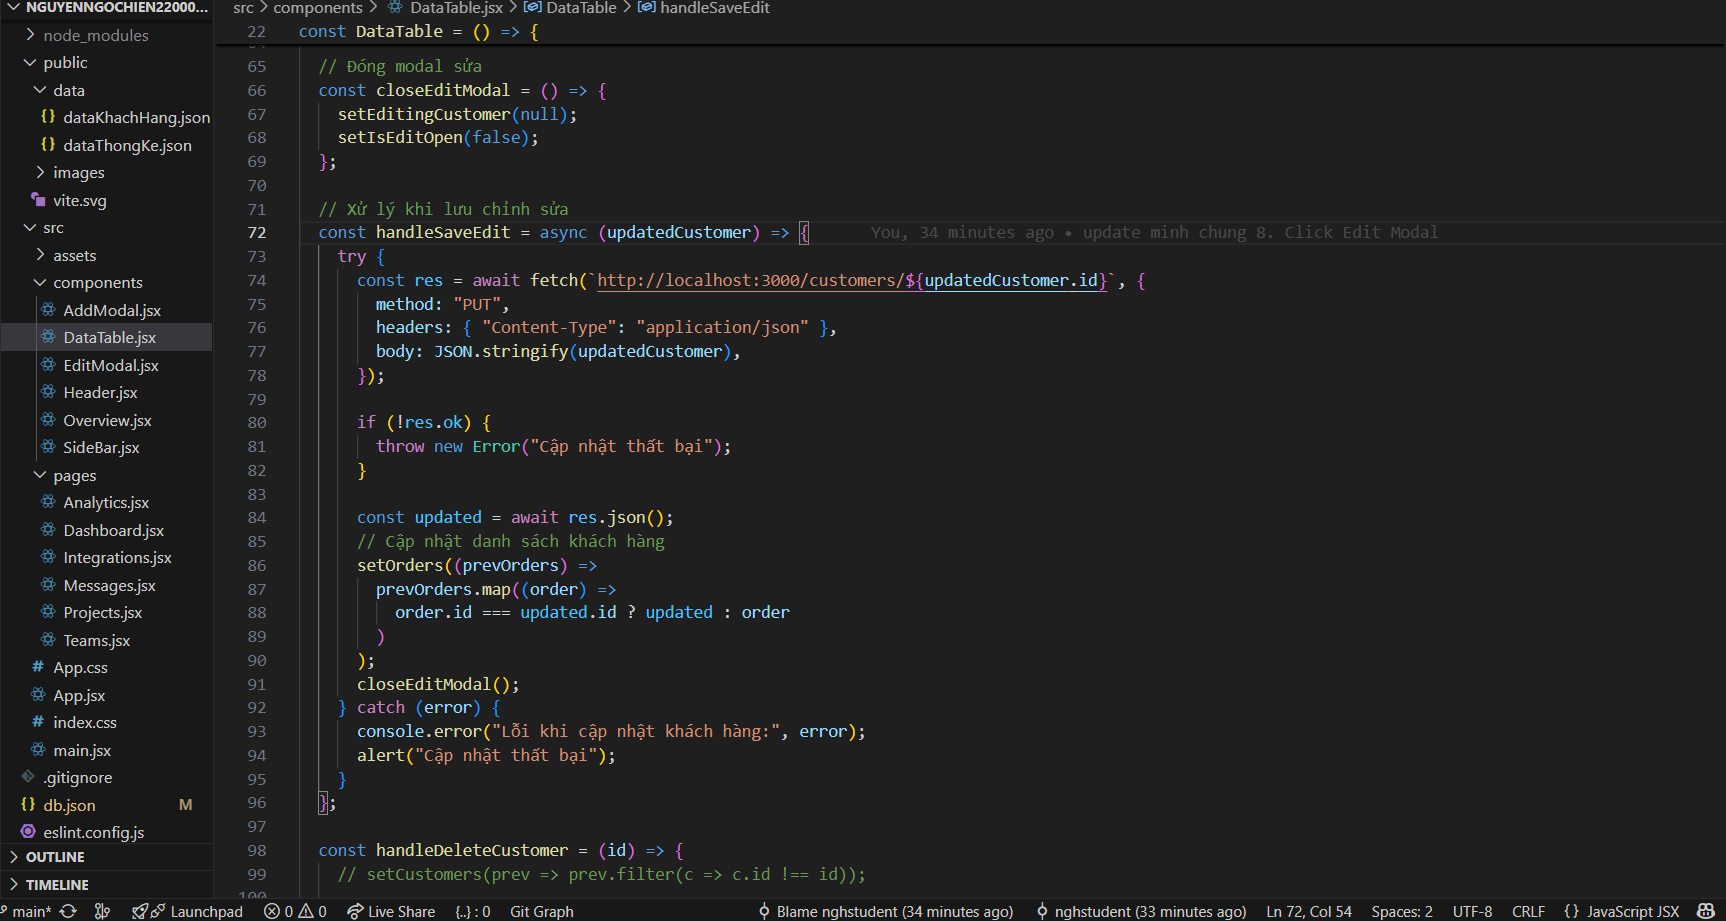 NGUYENNGOCHIEN22000...
node_modules
public
data
dataKhachHang.json
dataThongKe.json
images
vite.svg
src
assets
components
AddModal.jsx
DataTable.jsx
EditModal.jsx
Header.jsx
Overview.jsx
SideBar.jsx
pages
Analytics.jsx
Dashboard.jsx
Integrations.jsx
Messages.jsx
Projects.jsx
Teams.jsx
App.css
App.jsx
index.css
main.jsx
.gitignore
db.json M
eslint.config.js
OUTLINE
TIMELINE
src > components > DataTable.jsx > DataTable > handleSaveEdit
22 const DataTable = () => {
65 // Đóng modal sửa
66 const closeEditModal = () => {
67 setEditingCustomer(null);
68 setIsEditOpen(false);
69 };
70
71 // Xử lý khi lưu chỉnh sửa
72 const handleSaveEdit = async (updatedCustomer) => { You, 34 minutes ago • update minh chung 8. Click Edit Modal
73 try {
74 const res = await fetch(`http://localhost:3000/customers/${updatedCustomer.id}`, {
75 method: "PUT",
76 headers: { "Content-Type": "application/json" },
77 body: JSON.stringify(updatedCustomer),
78 });
79
80 if (!res.ok) {
81 throw new Error("Cập nhật thất bại");
82 }
83
84 const updated = await res.json();
85 // Cập nhật danh sách khách hàng
86 setOrders((prevOrders) =>
87 prevOrders.map((order) =>
88 order.id === updated.id ? updated : order
89 )
90 );
91 closeEditModal();
92 } catch (error) {
93 console.error("Lỗi khi cập nhật khách hàng:", error);
94 alert("Cập nhật thất bại");
95 }
96 };
97
98 const handleDeleteCustomer = (id) => {
99 // setCustomers(prev => prev.filter(c => c.id !== id));
main* Launchpad 0 0 Live Share {..} : 0 Git Graph Blame nghstudent (34 minutes ago) nghstudent (33 minutes ago) Ln 72, Col 54 Spaces: 2 UTF-8 CRLF {} JavaScript JSX